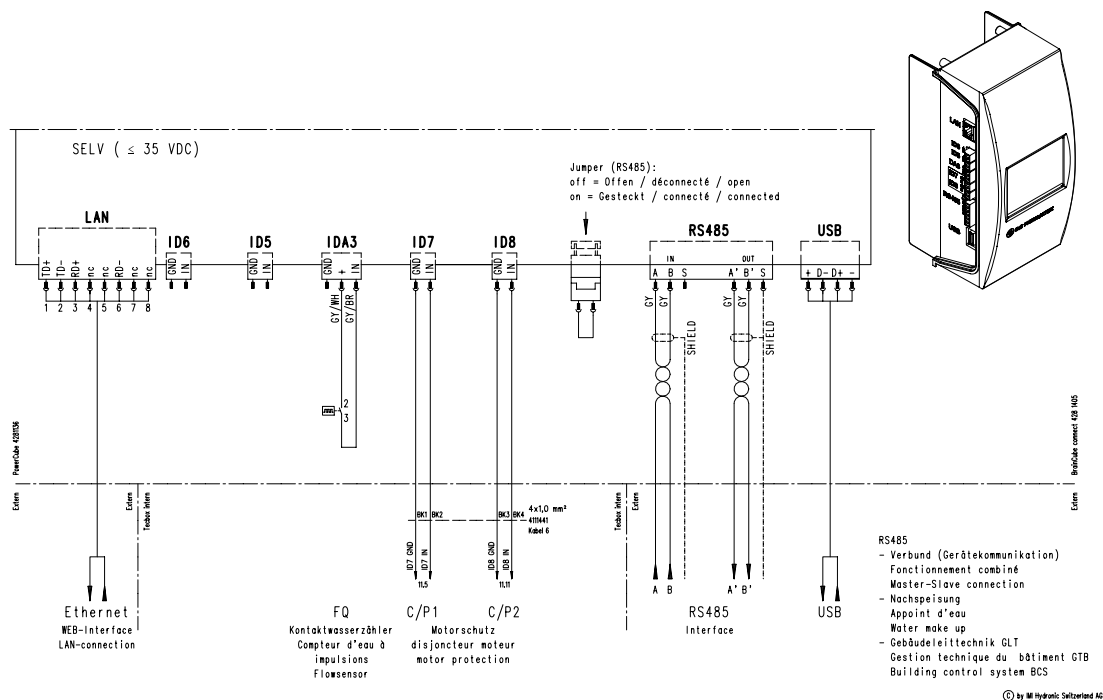 SELV ( ≤ 35 VDC)
Jumper (RS485):
off = Offen / déconnecté / open
on = Gesteckt / connecté / connected
LAN
ID6
ID5
IDA3
ID7
ID8
RS485
USB
TD+ TD- RD+ nc nc RD- nc nc
GND IN
GND IN
GND + IN
GND IN
GND IN
IN OUT
A B S A' B' S
+ D- D+ -
1 2 3 4 5 6 7 8
GY/WH GY/BR
GY GY GY GY
SHIELD SHIELD
2
3
PowerCube 4281136
BrainCube connect 428 1405
Extern
Extern
Tecbox intern
Tecbox intern
Extern
Extern
BK1 BK2
BK3 BK4
4x1,0 mm²
4111441
Kabel 6
ID7 GND
ID7 IN
ID8 GND
ID8 IN
11,5
11,11
A B A' B'
Ethernet
WEB-Interface
LAN-connection
FQ
Kontaktwasserzähler
Compteur d'eau à
impulsions
Flowsensor
C/P1 C/P2
Motorschutz
disjoncteur moteur
motor protection
RS485
Interface
USB
RS485
- Verbund (Gerätekommunikation)
Fonctionnement combiné
Master-Slave connection
- Nachspeisung
Appoint d'eau
Water make up
- Gebäudeleittechnik GLT
Gestion technique du bâtiment GTB
Building control system BCS
LAN
RS485
USB
© by IMI Hydronic Switzerland AG